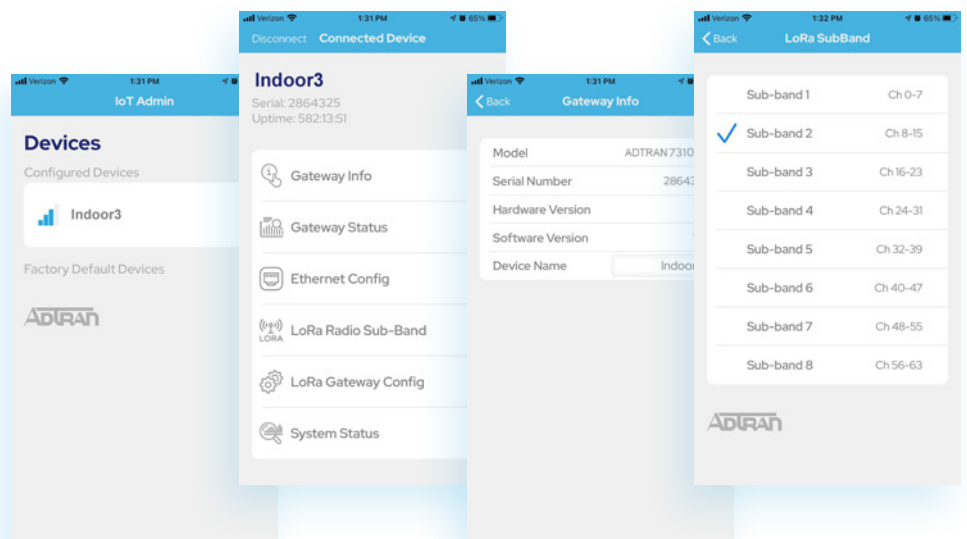 Verizon 1:31 PM
IoT Admin
Devices
Configured Devices
Indoor3
Factory Default Devices
ADTRAN
Verizon 1:31 PM 65%
Disconnect Connected Device
Indoor3
Serial: 2864325
Uptime: 582:13:51
Gateway Info
Gateway Status
Ethernet Config
LORA LoRa Radio Sub-Band
LoRa Gateway Config
System Status
Verizon 1:31 PM
Back Gateway Info
Model ADTRAN 7310
Serial Number 28643
Hardware Version
Software Version
Device Name Indoor
Verizon 1:32 PM 65%
Back LoRa SubBand
Sub-band 1 Ch 0-7
Sub-band 2 Ch 8-15
Sub-band 3 Ch 16-23
Sub-band 4 Ch 24-31
Sub-band 5 Ch 32-39
Sub-band 6 Ch 40-47
Sub-band 7 Ch 48-55
Sub-band 8 Ch 56-63
ADTRAN